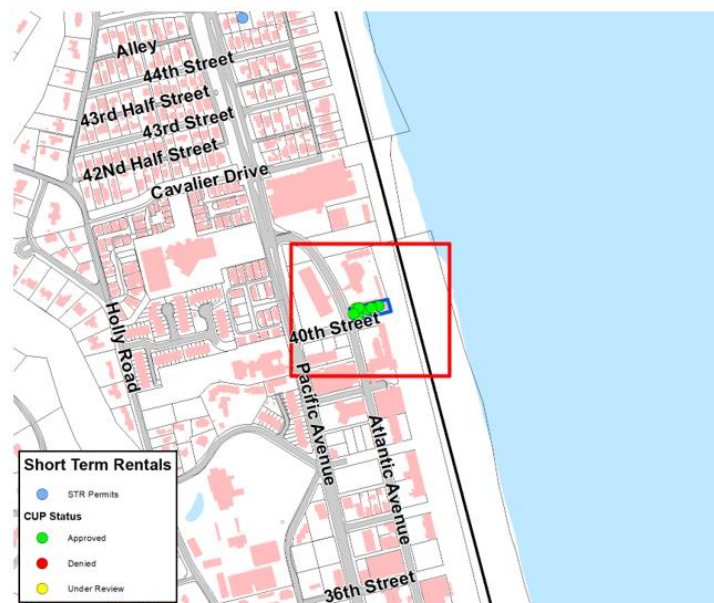 Alley
44th Street
43rd Half Street
43rd Street
42Nd Half Street
Cavalier Drive
Holly Road
40th Street
Pacific Avenue
Atlantic Avenue
36th Street
Short Term Rentals
STR Permits
CUP Status
Approved
Denied
Under Review